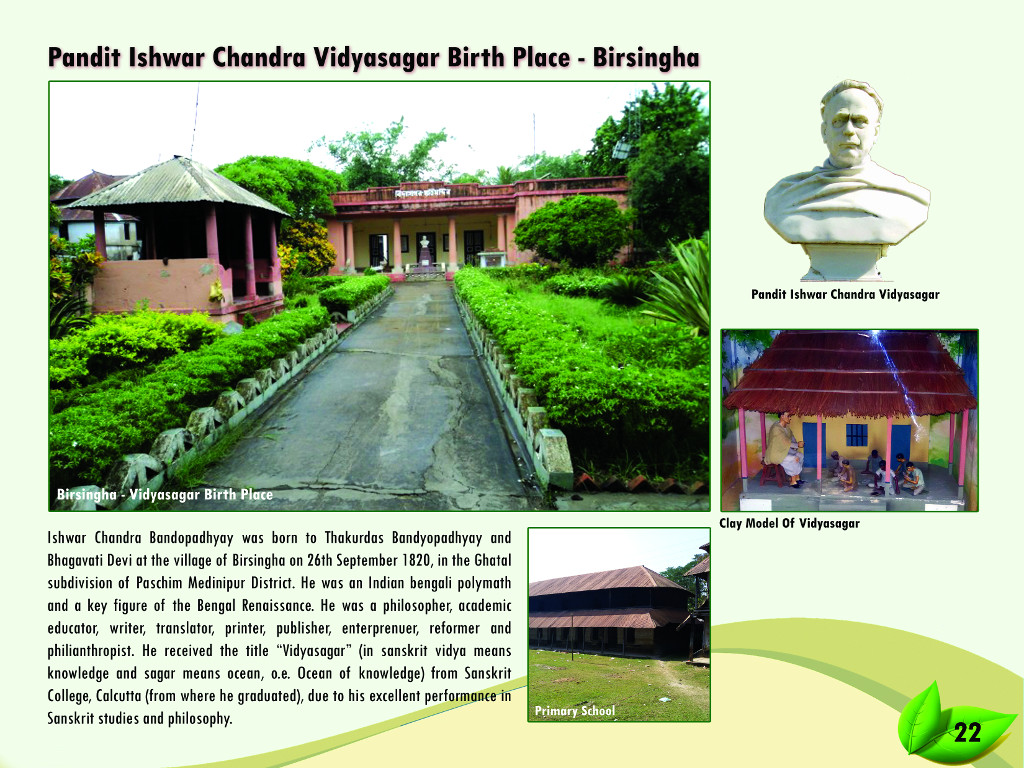 Pandit Ishwar Chandra Vidyasagar Birth Place - Birsingha
Birsingha - Vidyasagar Birth Place
Pandit Ishwar Chandra Vidyasagar
Clay Model Of Vidyasagar
Ishwar Chandra Bandopadhyay was born to Thakurdas Bandyopadhyay and
Bhagavati Devi at the village of Birsingha on 26th September 1820, in the Ghatal
subdivision of Paschim Medinipur District. He was an Indian bengali polymath
and a key figure of the Bengal Renaissance. He was a philosopher, academic
educator, writer, translator, printer, publisher, enterprenuer, reformer and
philianthropist. He received the title “Vidyasagar” (in sanskrit vidya means
knowledge and sagar means ocean, o.e. Ocean of knowledge) from Sanskrit
College, Calcutta (from where he graduated), due to his excellent performance in
Sanskrit studies and philosophy.
Primary School
22